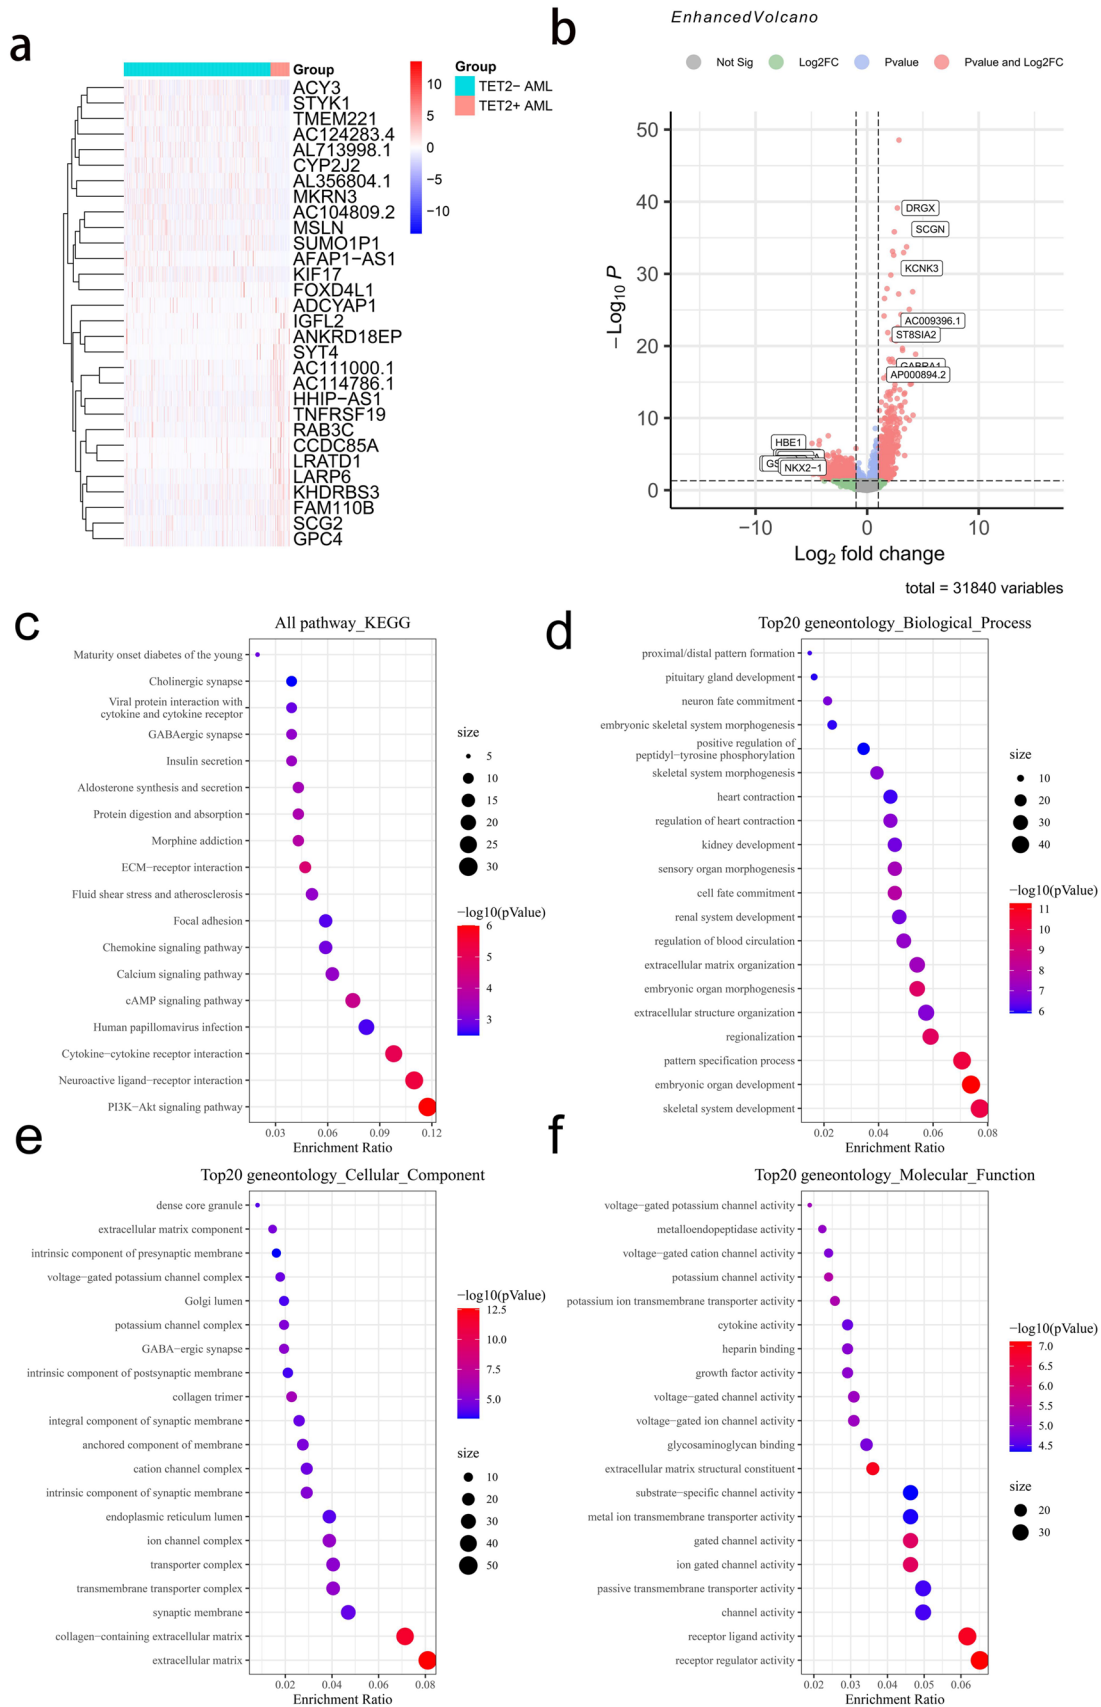 a
Group
ACY3
STYK1
TMEM221
AC124283.4
AL713998.1
CYP2J2
AL356804.1
MKRN3
AC104809.2
MSLN
SUMO1P1
AFAP1−AS1
KIF17
FOXD4L1
ADCYAP1
IGFL2
ANKRD18EP
SYT4
AC111000.1
AC114786.1
HHIP−AS1
TNFRSF19
RAB3C
CCDC85A
LRATD1
LARP6
KHDRBS3
FAM110B
SCG2
GPC4
10
5
0
−5
−10
Group
TET2− AML
TET2+ AML
b
EnhancedVolcano
Not Sig
Log2FC
Pvalue
Pvalue and Log2FC
−Log10 P
50
40
30
20
10
0
DRGX
SCGN
KCNK3
AC009396.1
ST8SIA2
GABRA1
AP000894.2
HBE1
NKX2−1
−10
0
10
Log2 fold change
total = 31840 variables
c
All pathway_KEGG
Maturity onset diabetes of the young
Cholinergic synapse
Viral protein interaction with
cytokine and cytokine receptor
GABAergic synapse
Insulin secretion
Aldosterone synthesis and secretion
Protein digestion and absorption
Morphine addiction
ECM−receptor interaction
Fluid shear stress and atherosclerosis
Focal adhesion
Chemokine signaling pathway
Calcium signaling pathway
cAMP signaling pathway
Human papillomavirus infection
Cytokine−cytokine receptor interaction
Neuroactive ligand−receptor interaction
PI3K−Akt signaling pathway
0.03
0.06
0.09
0.12
Enrichment Ratio
size
5
10
15
20
25
30
−log10(pValue)
6
5
4
3
d
Top20 geneontology_Biological_Process
proximal/distal pattern formation
pituitary gland development
neuron fate commitment
embryonic skeletal system morphogenesis
positive regulation of
peptidyl−tyrosine phosphorylation
skeletal system morphogenesis
heart contraction
regulation of heart contraction
kidney development
sensory organ morphogenesis
cell fate commitment
renal system development
regulation of blood circulation
extracellular matrix organization
embryonic organ morphogenesis
extracellular structure organization
regionalization
pattern specification process
embryonic organ development
skeletal system development
0.02
0.04
0.06
0.08
Enrichment Ratio
size
10
20
30
40
−log10(pValue)
11
10
9
8
7
6
e
Top20 geneontology_Cellular_Component
dense core granule
extracellular matrix component
intrinsic component of presynaptic membrane
voltage−gated potassium channel complex
Golgi lumen
potassium channel complex
GABA−ergic synapse
intrinsic component of postsynaptic membrane
collagen trimer
integral component of synaptic membrane
anchored component of membrane
cation channel complex
intrinsic component of synaptic membrane
endoplasmic reticulum lumen
ion channel complex
transporter complex
transmembrane transporter complex
synaptic membrane
collagen−containing extracellular matrix
extracellular matrix
0.02
0.04
0.06
0.08
Enrichment Ratio
−log10(pValue)
12.5
10.0
7.5
5.0
size
10
20
30
40
50
f
Top20 geneontology_Molecular_Function
voltage−gated potassium channel activity
metalloendopeptidase activity
voltage−gated cation channel activity
potassium channel activity
potassium ion transmembrane transporter activity
cytokine activity
heparin binding
growth factor activity
voltage−gated channel activity
voltage−gated ion channel activity
glycosaminoglycan binding
extracellular matrix structural constituent
substrate−specific channel activity
metal ion transmembrane transporter activity
gated channel activity
ion gated channel activity
passive transmembrane transporter activity
channel activity
receptor ligand activity
receptor regulator activity
0.02
0.03
0.04
0.05
0.06
Enrichment Ratio
−log10(pValue)
7.0
6.5
6.0
5.5
5.0
4.5
size
20
30